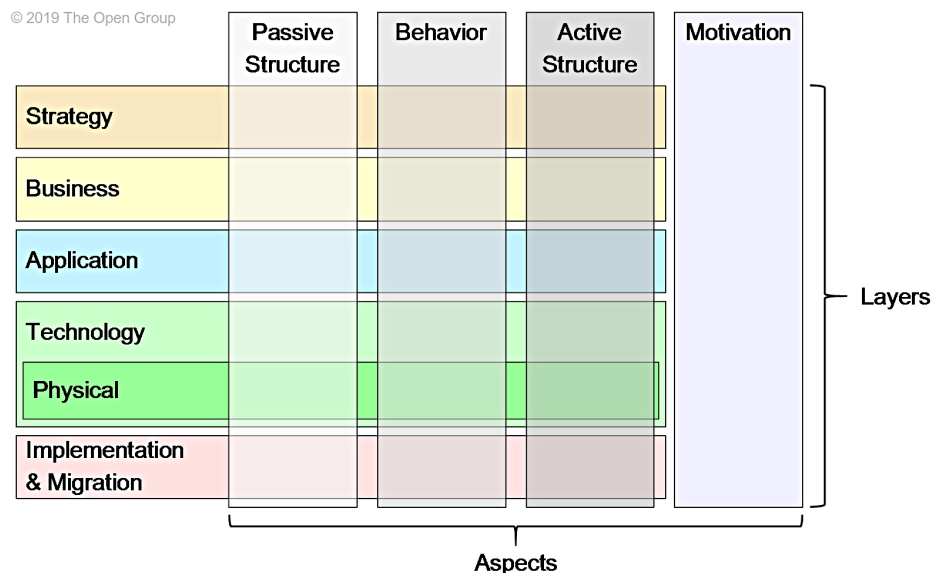 © 2019 The Open Group
Passive
Structure
Behavior
Active
Structure
Motivation
Strategy
Business
Application
Technology
Physical
Implementation
& Migration
Layers
Aspects